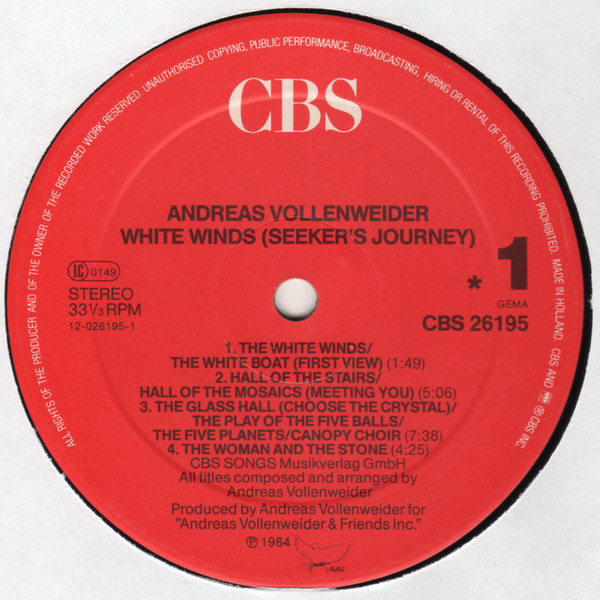 ALL RIGHTS OF THE PRODUCER AND OF THE OWNER OF THE RECORDED WORK RESERVED. UNAUTHORISED COPYING, PUBLIC PERFORMANCE, BROADCASTING, HIRING OR RENTAL OF THIS RECORDING PROHIBITED. MADE IN HOLLAND. CBS AND ® CBS INC.
CBS
ANDREAS VOLLENWEIDER
WHITE WINDS (SEEKER'S JOURNEY)
LC 0149
STEREO
33 1/3 RPM
12-026195-1
* 1
GEMA
CBS 26195
1. THE WHITE WINDS/
THE WHITE BOAT (FIRST VIEW) (1:49)
2. HALL OF THE STAIRS/
HALL OF THE MOSAICS (MEETING YOU) (5:06)
3. THE GLASS HALL (CHOOSE THE CRYSTAL)/
THE PLAY OF THE FIVE BALLS/
THE FIVE PLANETS/CANOPY CHOIR (7:38)
4. THE WOMAN AND THE STONE (4:25)
CBS SONGS Musikverlag GmbH
All titles composed and arranged by
Andreas Vollenweider
Produced by Andreas Vollenweider for
"Andreas Vollenweider & Friends Inc."
℗ 1984